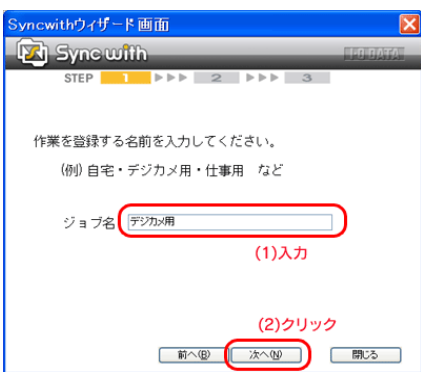 Syncwithウィザード画面
Sync with
I-O DATA
STEP 1 ▶▶▶ 2 ▶▶▶ 3
作業を登録する名前を入力してください。
(例) 自宅・デジカメ用・仕事用 など
ジョブ名 デジカメ用
(1)入力
(2)クリック
前へ(B) 次へ(N) 閉じる